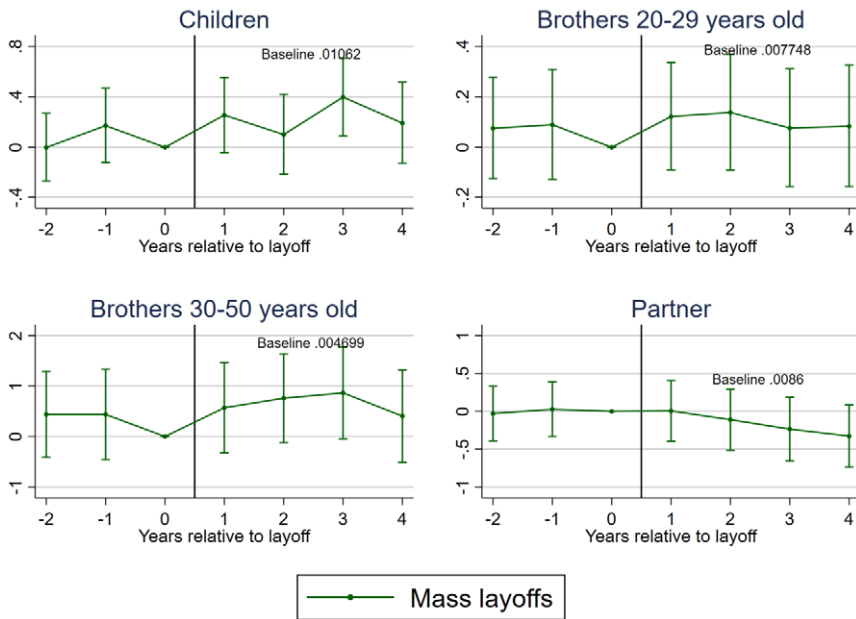 Children
.8
.4
0
-.4
Baseline .01062
-2 -1 0 1 2 3 4
Years relative to layoff
Brothers 20-29 years old
.4
.2
0
-.2
Baseline .007748
-2 -1 0 1 2 3 4
Years relative to layoff
Brothers 30-50 years old
2
1
0
-1
Baseline .004699
-2 -1 0 1 2 3 4
Years relative to layoff
Partner
1
.5
0
-.5
-1
Baseline .0086
-2 -1 0 1 2 3 4
Years relative to layoff
Mass layoffs